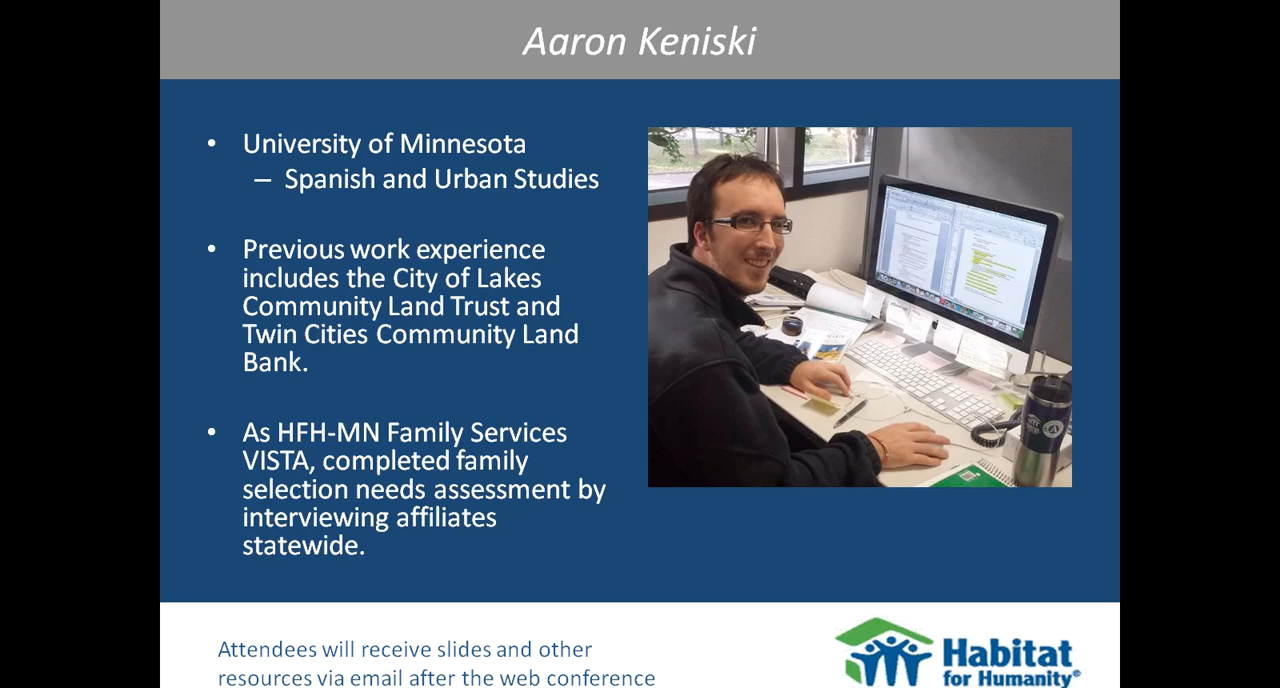 Aaron Keniski
• University of Minnesota
– Spanish and Urban Studies
• Previous work experience
includes the City of Lakes
Community Land Trust and
Twin Cities Community Land
Bank.
• As HFH-MN Family Services
VISTA, completed family
selection needs assessment by
interviewing affiliates
statewide.
Attendees will receive slides and other
resources via email after the web conference
Habitat
for Humanity®